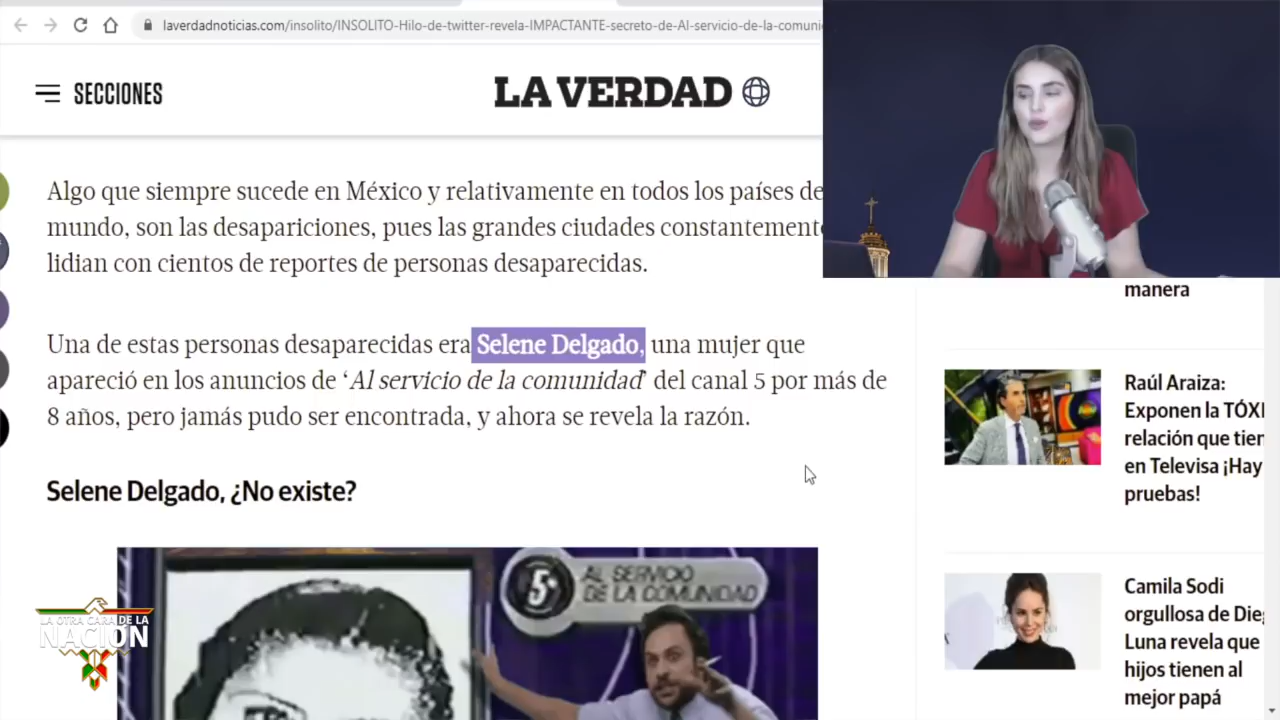 laverdadnoticias.com/insolito/INSOLITO-Hilo-de-twitter-revela-IMPACTANTE-secreto-de-Al-servicio-de-la-comuni
SECCIONES
LA VERDAD
Algo que siempre sucede en México y relativamente en todos los países de
mundo, son las desapariciones, pues las grandes ciudades constantement
lidian con cientos de reportes de personas desaparecidas.
Una de estas personas desaparecidas era Selene Delgado, una mujer que
apareció en los anuncios de ‘Al servicio de la comunidad’ del canal 5 por más de
8 años, pero jamás pudo ser encontrada, y ahora se revela la razón.
Selene Delgado, ¿No existe?
5
AL SERVICIO
DE LA COMUNIDAD
LA OTRA CARA DE LA
NACIÓN
manera
Raúl Araiza:
Exponen la TÓXI
relación que tien
en Televisa ¡Hay
pruebas!
Camila Sodi
orgullosa de Die
Luna revela que
hijos tienen al
mejor papá